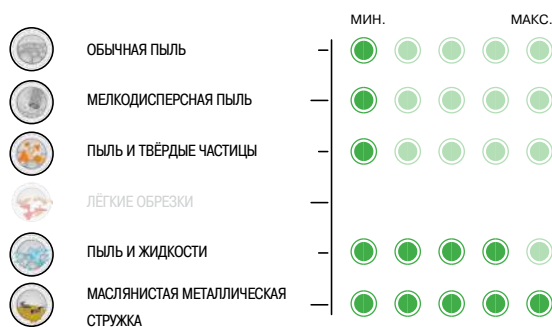 МИН. МАКС.
ОБЫЧНАЯ ПЫЛЬ
МЕЛКОДИСПЕРСНАЯ ПЫЛЬ
ПЫЛЬ И ТВЁРДЫЕ ЧАСТИЦЫ
ЛЁГКИЕ ОБРЕЗКИ
ПЫЛЬ И ЖИДКОСТИ
МАСЛЯНИСТАЯ МЕТАЛЛИЧЕСКАЯ
СТРУЖКА